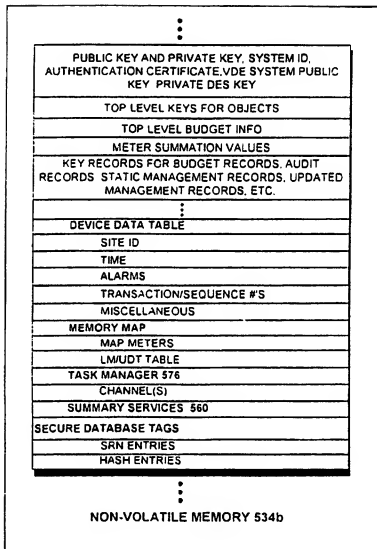 PUBLIC KEY AND PRIVATE KEY, SYSTEM ID,
AUTHENTICATION CERTIFICATE,VDE SYSTEM PUBLIC
KEY PRIVATE DES KEY
TOP LEVEL KEYS FOR OBJECTS
TOP LEVEL BUDGET INFO
METER SUMMATION VALUES
KEY RECORDS FOR BUDGET RECORDS, AUDIT
RECORDS STATIC MANAGEMENT RECORDS, UPDATED
MANAGEMENT RECORDS, ETC.
DEVICE DATA TABLE
SITE ID
TIME
ALARMS
TRANSACTION/SEQUENCE #'S
MISCELLANEOUS
MEMORY MAP
MAP METERS
LM/UDT TABLE
TASK MANAGER 576
CHANNEL(S)
SUMMARY SERVICES 560
SECURE DATABASE TAGS
SRN ENTRIES
HASH ENTRIES
NON-VOLATILE MEMORY 534b